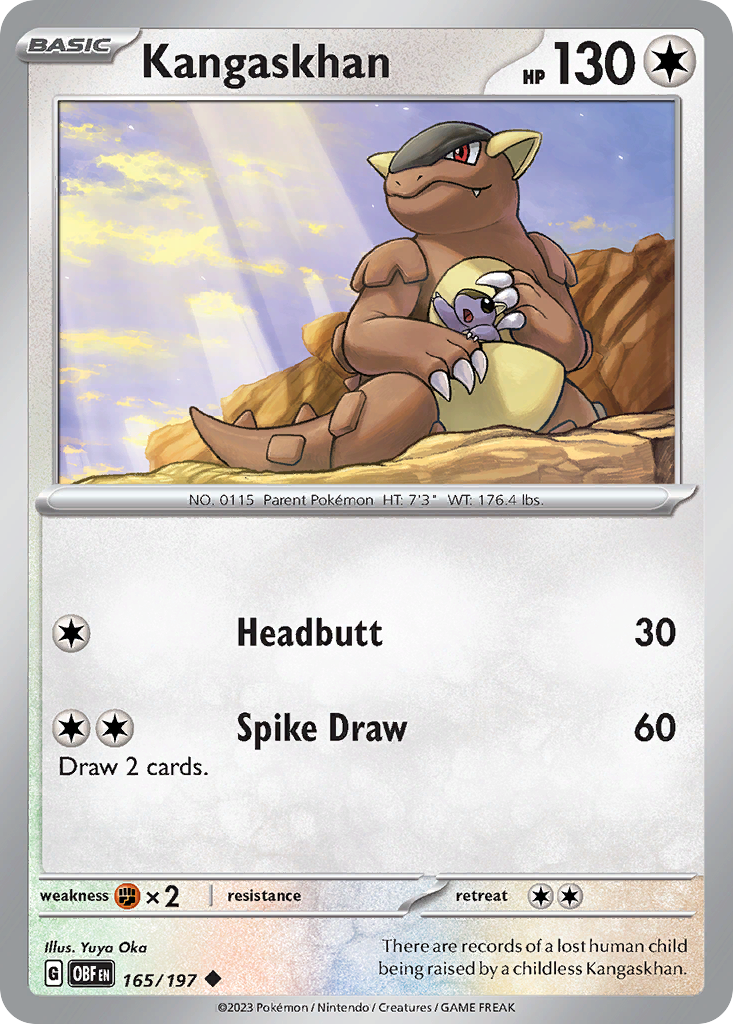 BASIC
Kangaskhan
HP 130
NO. 0115 Parent Pokémon HT: 7'3" WT: 176.4 lbs.
Headbutt 30
Spike Draw 60
Draw 2 cards.
weakness ×2 resistance retreat
Illus. Yuya Oka
There are records of a lost human child
being raised by a childless Kangaskhan.
G OBF EN 165/197
©2023 Pokémon / Nintendo / Creatures / GAME FREAK